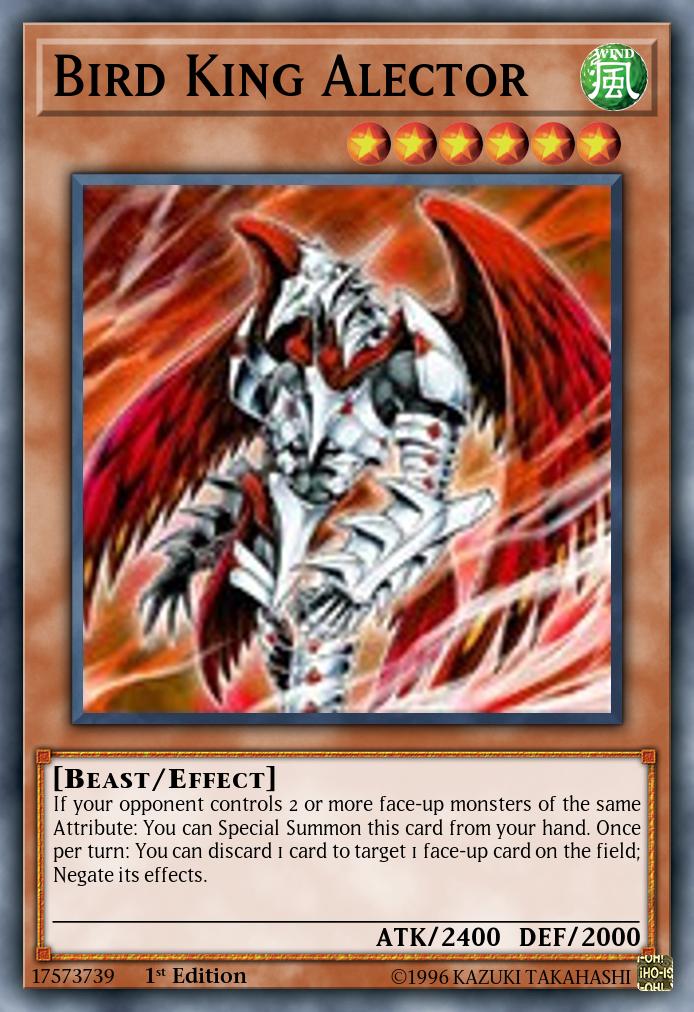 Bird King Alector
WIND
風
[Beast/Effect]
If your opponent controls 2 or more face-up monsters of the same
Attribute: You can Special Summon this card from your hand. Once
per turn: You can discard 1 card to target 1 face-up card on the field;
Negate its effects.
ATK/2400 DEF/2000
17573739 1st Edition ©1996 KAZUKI TAKAHASHI